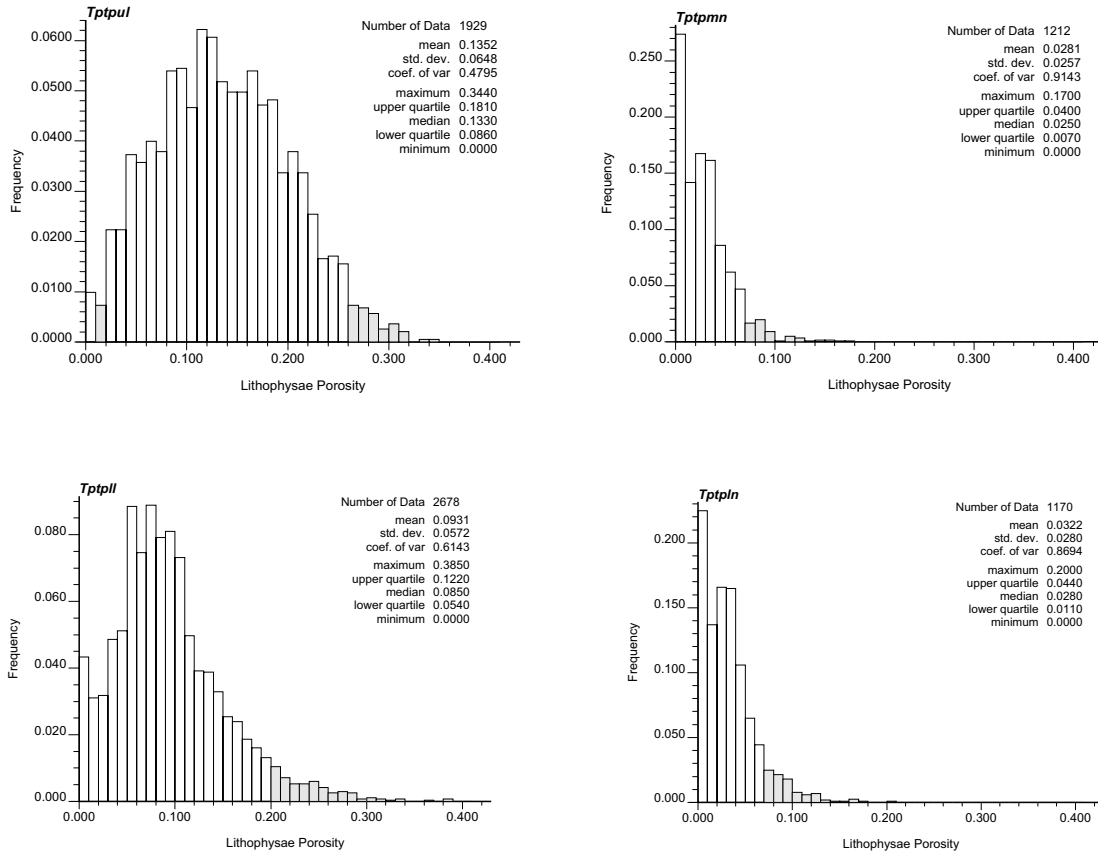 Tptpul
Number of Data 1929
mean 0.1352
std. dev. 0.0648
coef. of var 0.4795
maximum 0.3440
upper quartile 0.1810
median 0.1330
lower quartile 0.0860
minimum 0.0000
Frequency
0.0600
0.0500
0.0400
0.0300
0.0200
0.0100
0.0000
0.000 0.100 0.200 0.300 0.400
Lithophysae Porosity
Tptpmn
Number of Data 1212
mean 0.0281
std. dev. 0.0257
coef. of var 0.9143
maximum 0.1700
upper quartile 0.0400
median 0.0250
lower quartile 0.0070
minimum 0.0000
Frequency
0.250
0.200
0.150
0.100
0.050
0.000
0.000 0.100 0.200 0.300 0.400
Lithophysae Porosity
Tptpll
Number of Data 2678
mean 0.0931
std. dev. 0.0572
coef. of var 0.6143
maximum 0.3850
upper quartile 0.1220
median 0.0850
lower quartile 0.0540
minimum 0.0000
Frequency
0.080
0.060
0.040
0.020
0.000
0.000 0.100 0.200 0.300 0.400
Lithophysae Porosity
Tptpln
Number of Data 1170
mean 0.0322
std. dev. 0.0280
coef. of var 0.8694
maximum 0.2000
upper quartile 0.0440
median 0.0280
lower quartile 0.0110
minimum 0.0000
Frequency
0.200
0.150
0.100
0.050
0.000
0.000 0.100 0.200 0.300 0.400
Lithophysae Porosity